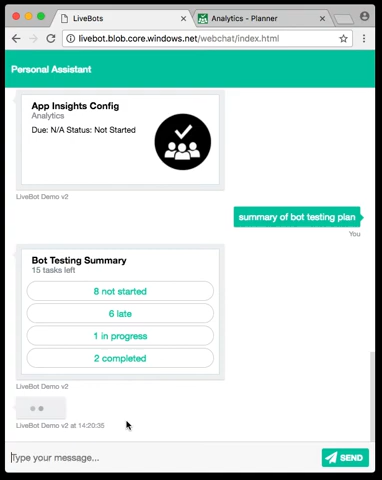 LiveBots
Analytics - Planner
livebot.blob.core.windows.net/webchat/index.html
Personal Assistant
App Insights Config
Analytics
Due: N/A Status: Not Started
LiveBot Demo v2
summary of bot testing plan
You
Bot Testing Summary
15 tasks left
8 not started
6 late
1 in progress
2 completed
LiveBot Demo v2
LiveBot Demo v2 at 14:20:35
Type your message...
SEND